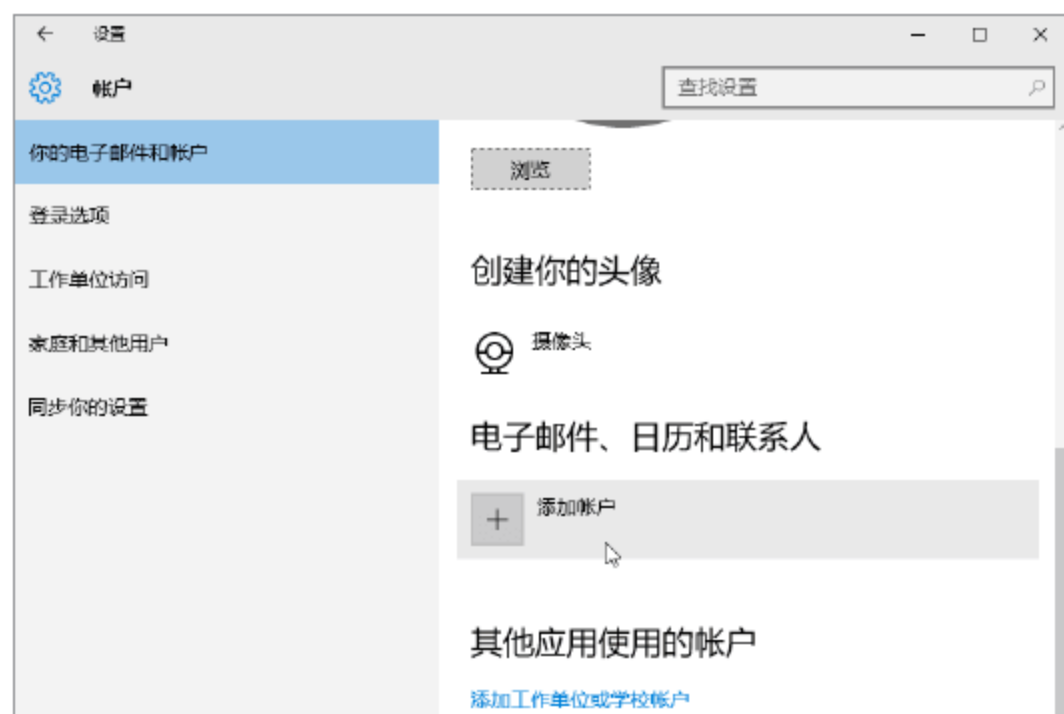 设置
帐户
查找设置
你的电子邮件和帐户
登录选项
工作单位访问
家庭和其他用户
同步你的设置
浏览
创建你的头像
摄像头
电子邮件、日历和联系人
添加帐户
其他应用使用的帐户
添加工作单位或学校帐户